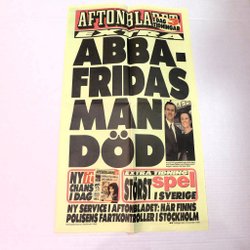 AFTONBLADET
EXTRA
ABBA-
FRIDAS
MAN
DÖD
NY
CHANS
I DAG
EXTRA TIDNING
STÖRST spel
I SVERIGE
NY SERVICE I AFTONBLADET: HÄR FINNS
POLISENS FARTKONTROLLER I STOCKHOLM